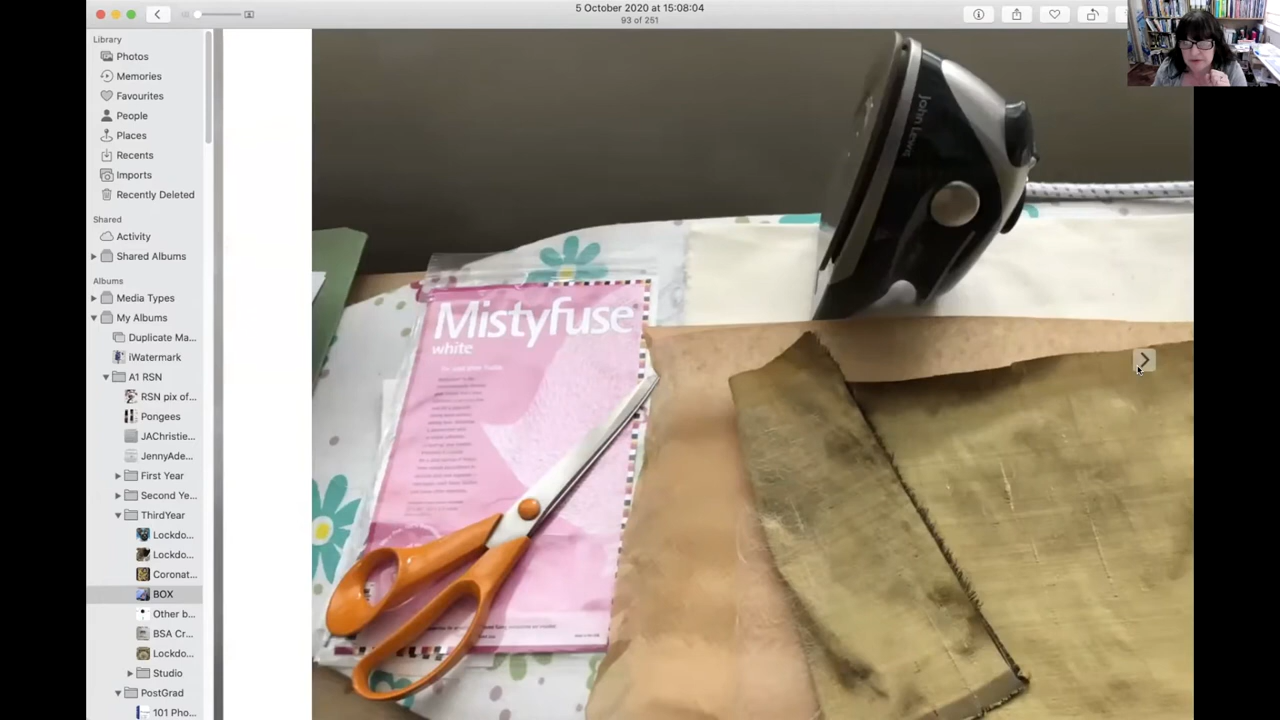 5 October 2020 at 15:08:04
93 of 251
Library
Photos
Memories
Favourites
People
Places
Recents
Imports
Recently Deleted
Shared
Activity
Shared Albums
Albums
Media Types
My Albums
Duplicate Ma...
iWatermark
A1 RSN
RSN pix of...
Pongees
JAChristie...
JennyAde...
First Year
Second Ye...
ThirdYear
Lockdo...
Lockdo...
Coronat...
BOX
Other b...
BSA Cr...
Lockdo...
Studio
PostGrad
101 Pho...
John Lewis
Mistyfuse
white